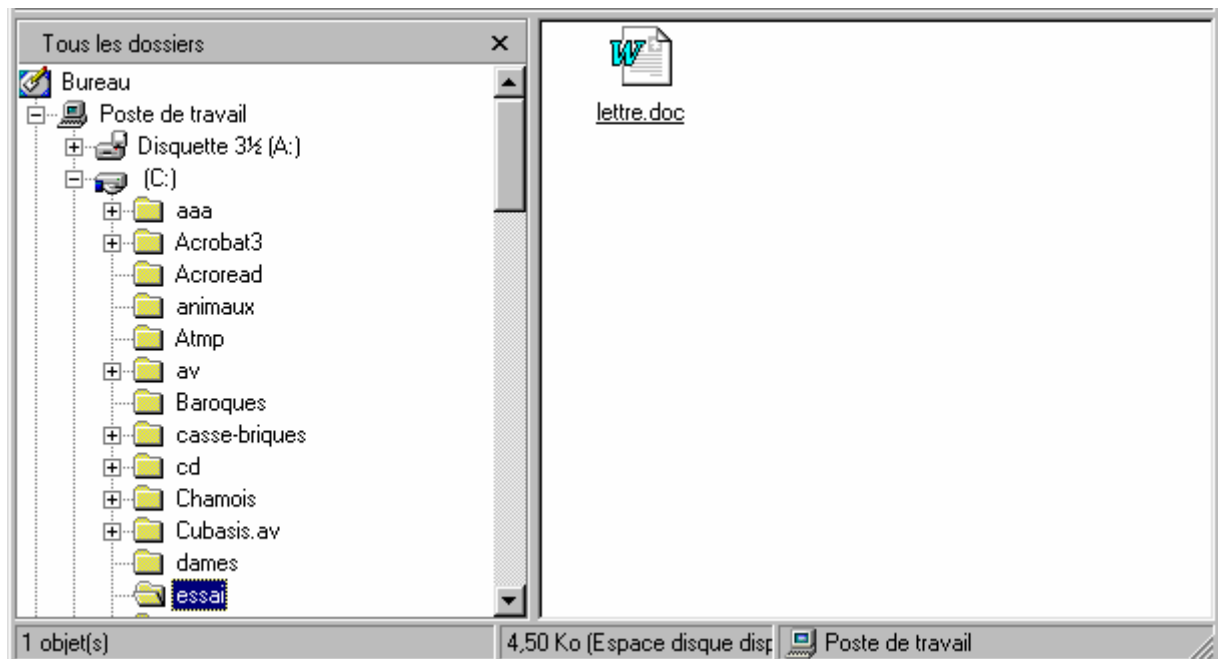 Tous les dossiers
Bureau
Poste de travail
Disquette 3½ (A:)
(C:)
aaa
Acrobat3
Acroread
animaux
Atmp
av
Baroques
casse-briques
cd
Chamois
Cubasis.av
dames
essai
lettre.doc
1 objet(s)
4,50 Ko (Espace disque disp
Poste de travail